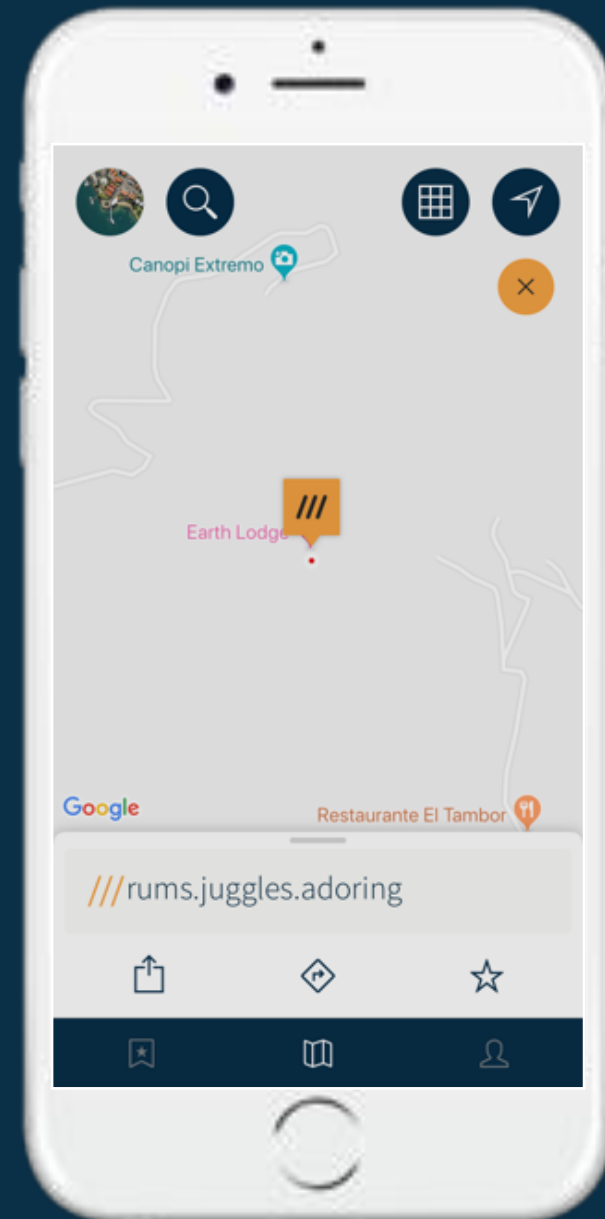 Canopi Extremo
///
Earth Lodge
Google
Restaurante El Tambor
///rums.juggles.adoring